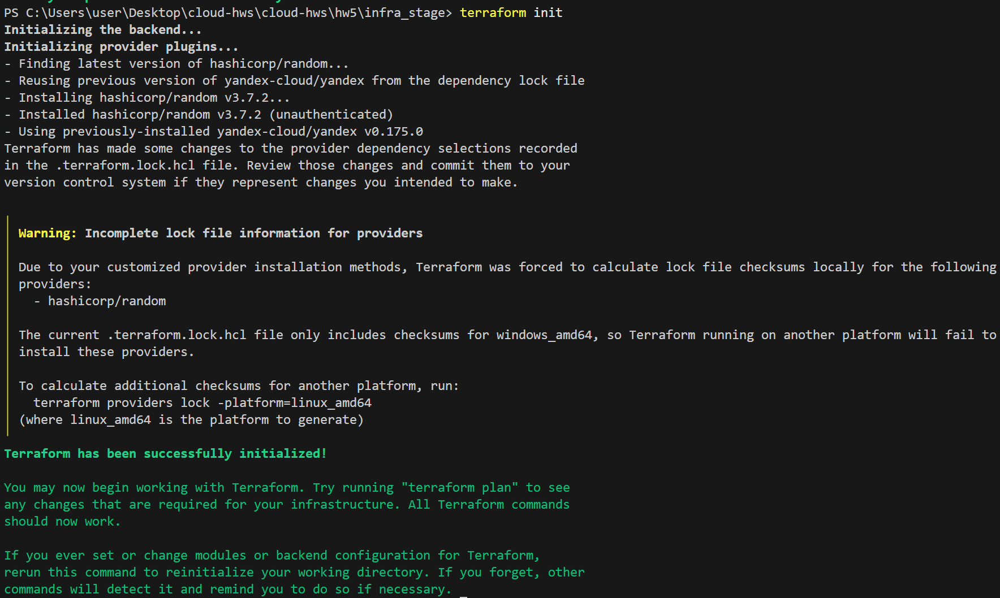 PS C:\Users\user\Desktop\cloud-hws\cloud-hws\hw5\infra_stage> terraform init
Initializing the backend...
Initializing provider plugins...
- Finding latest version of hashicorp/random...
- Reusing previous version of yandex-cloud/yandex from the dependency lock file
- Installing hashicorp/random v3.7.2...
- Installed hashicorp/random v3.7.2 (unauthenticated)
- Using previously-installed yandex-cloud/yandex v0.175.0
Terraform has made some changes to the provider dependency selections recorded
in the .terraform.lock.hcl file. Review those changes and commit them to your
version control system if they represent changes you intended to make.
Warning: Incomplete lock file information for providers
Due to your customized provider installation methods, Terraform was forced to calculate lock file checksums locally for the following
providers:
- hashicorp/random
The current .terraform.lock.hcl file only includes checksums for windows_amd64, so Terraform running on another platform will fail to
install these providers.
To calculate additional checksums for another platform, run:
terraform providers lock -platform=linux_amd64
(where linux_amd64 is the platform to generate)
Terraform has been successfully initialized!
You may now begin working with Terraform. Try running "terraform plan" to see
any changes that are required for your infrastructure. All Terraform commands
should now work.
If you ever set or change modules or backend configuration for Terraform,
rerun this command to reinitialize your working directory. If you forget, other
commands will detect it and remind you to do so if necessary.